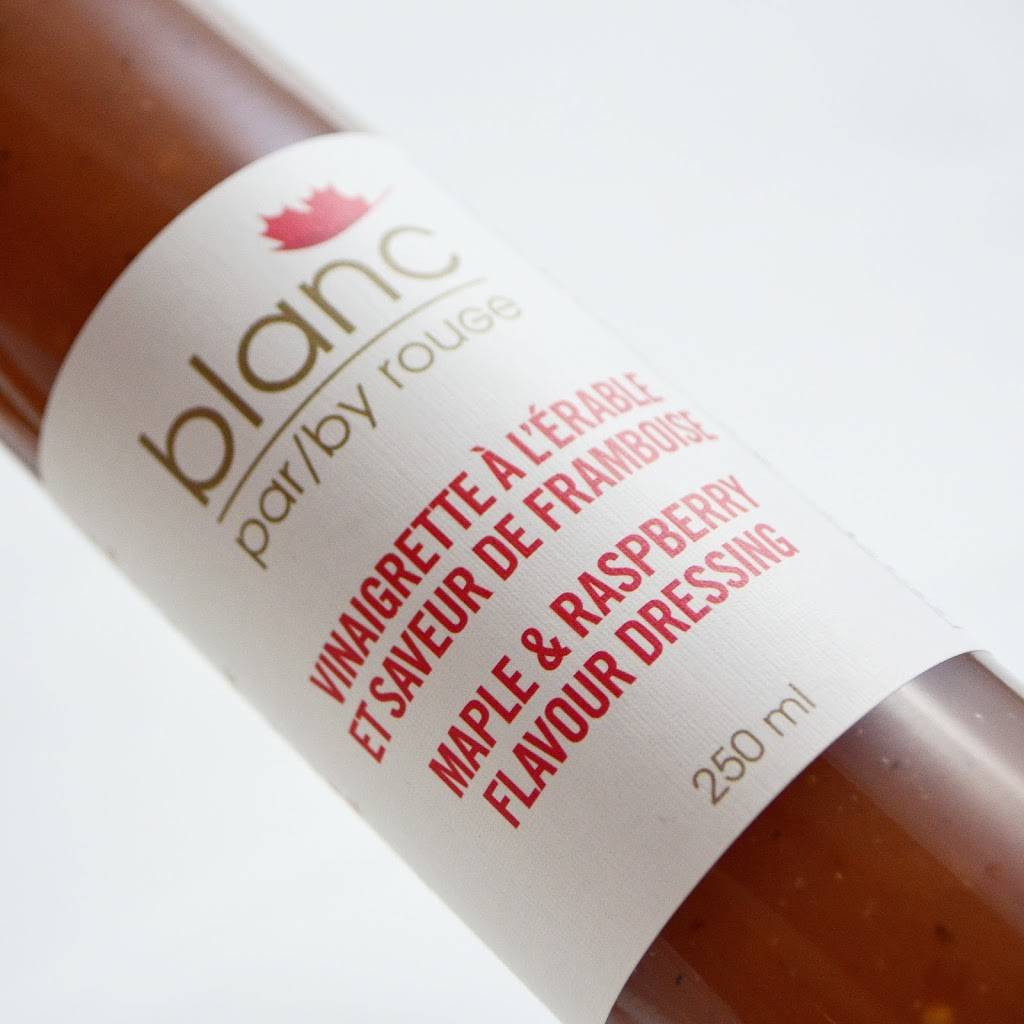 blanc
par/by rouge
VINAIGRETTE À L'ÉRABLE
ET SAVEUR DE FRAMBOISE
MAPLE & RASPBERRY
FLAVOUR DRESSING
250 ml